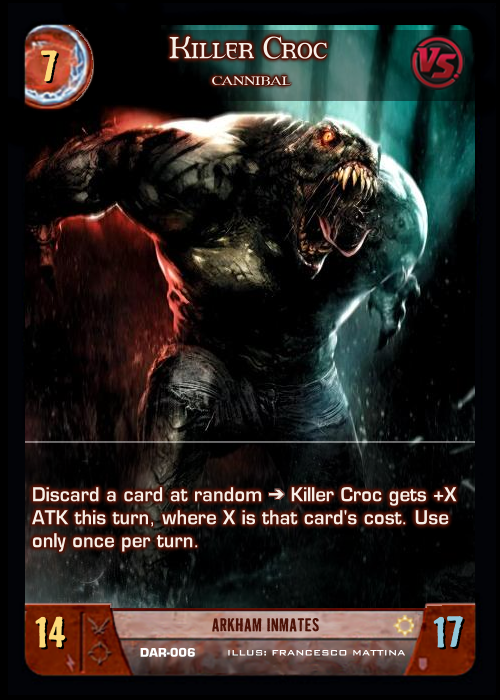 7
KILLER CROC
CANNIBAL
VS
Discard a card at random ➔ Killer Croc gets +X
ATK this turn, where X is that card's cost. Use
only once per turn.
14
ARKHAM INMATES
17
DAR-006 ILLUS: FRANCESCO MATTINA